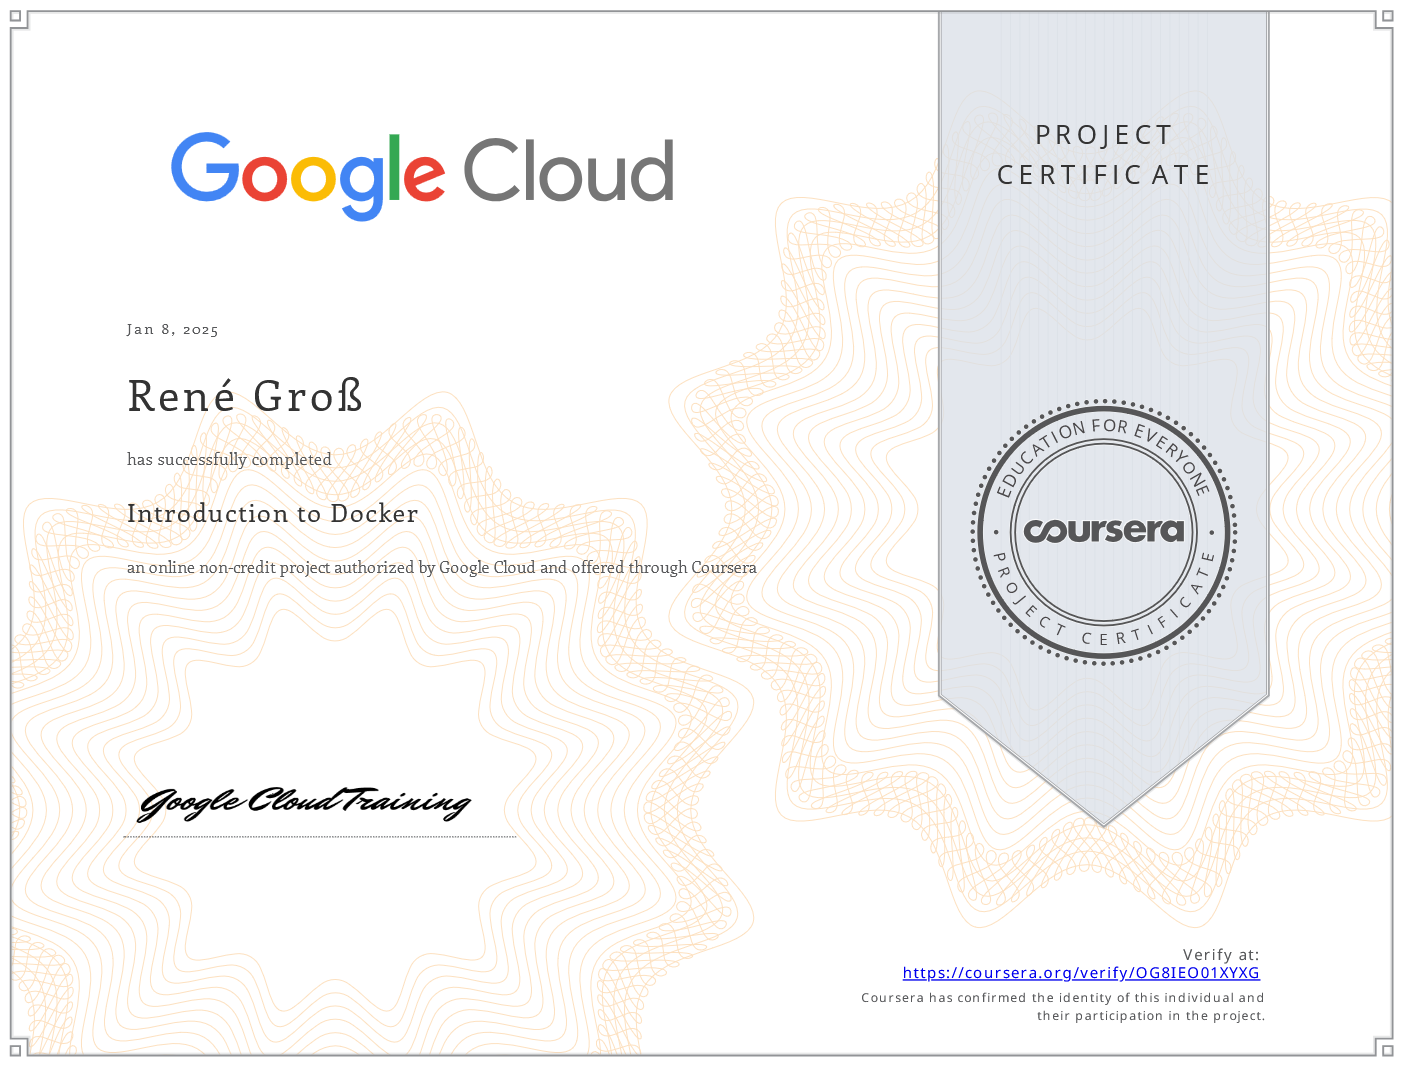 Google Cloud
PROJECT
CERTIFICATE
Jan 8, 2025
René Groß
has successfully completed
Introduction to Docker
an online non-credit project authorized by Google Cloud and offered through Coursera
EDUCATION FOR EVERYONE
coursera
PROJECT CERTIFICATE
Google Cloud Training
Verify at:
https://coursera.org/verify/OG8IEO01XYXG
Coursera has confirmed the identity of this individual and
their participation in the project.